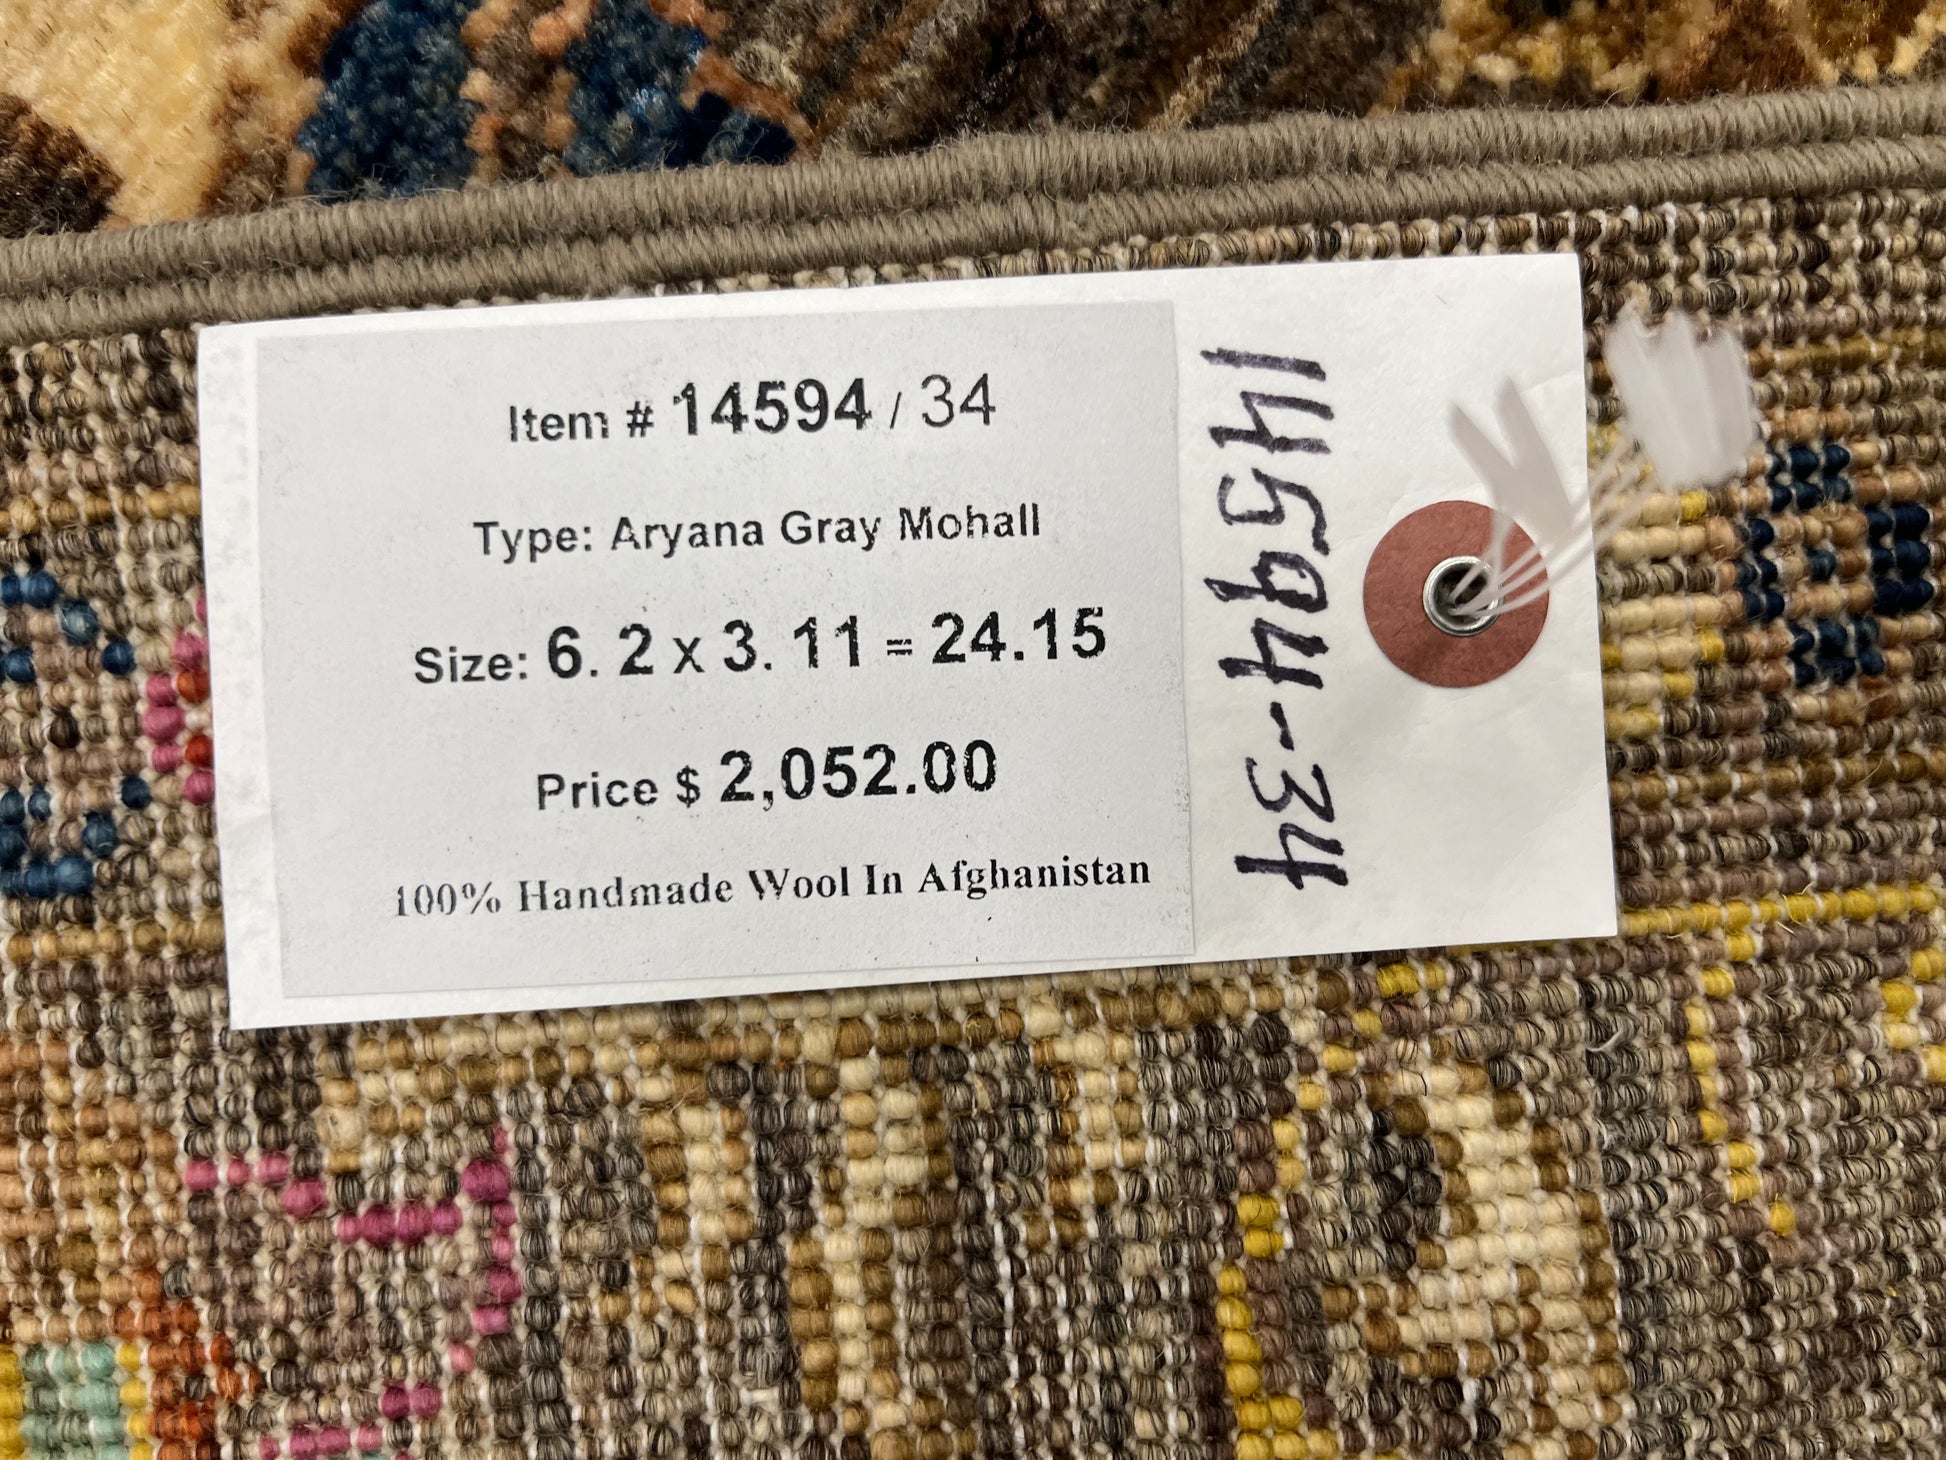 Item # 14594 / 34
Type: Aryana Gray Mohall
Size: 6. 2 x 3. 11 = 24.15
Price $ 2,052.00
100% Handmade Wool In Afghanistan
14594-34